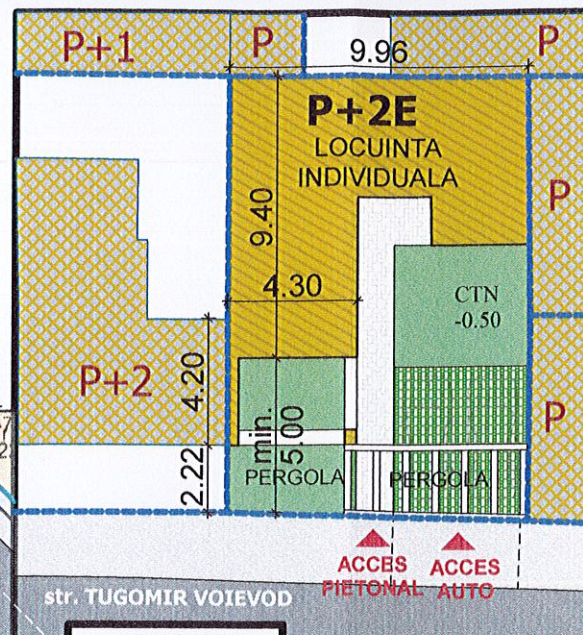 P+1
P
9.96
P
P+2E
LOCUINTA
INDIVIDUALA
P
9.40
4.30
CTN
-0.50
P+2
4.20
P
min.
5.00
2.22
PERGOLA
PERGOLA
ACCES
PIETONAL
ACCES
AUTO
str. TUGOMIR VOIEVOD